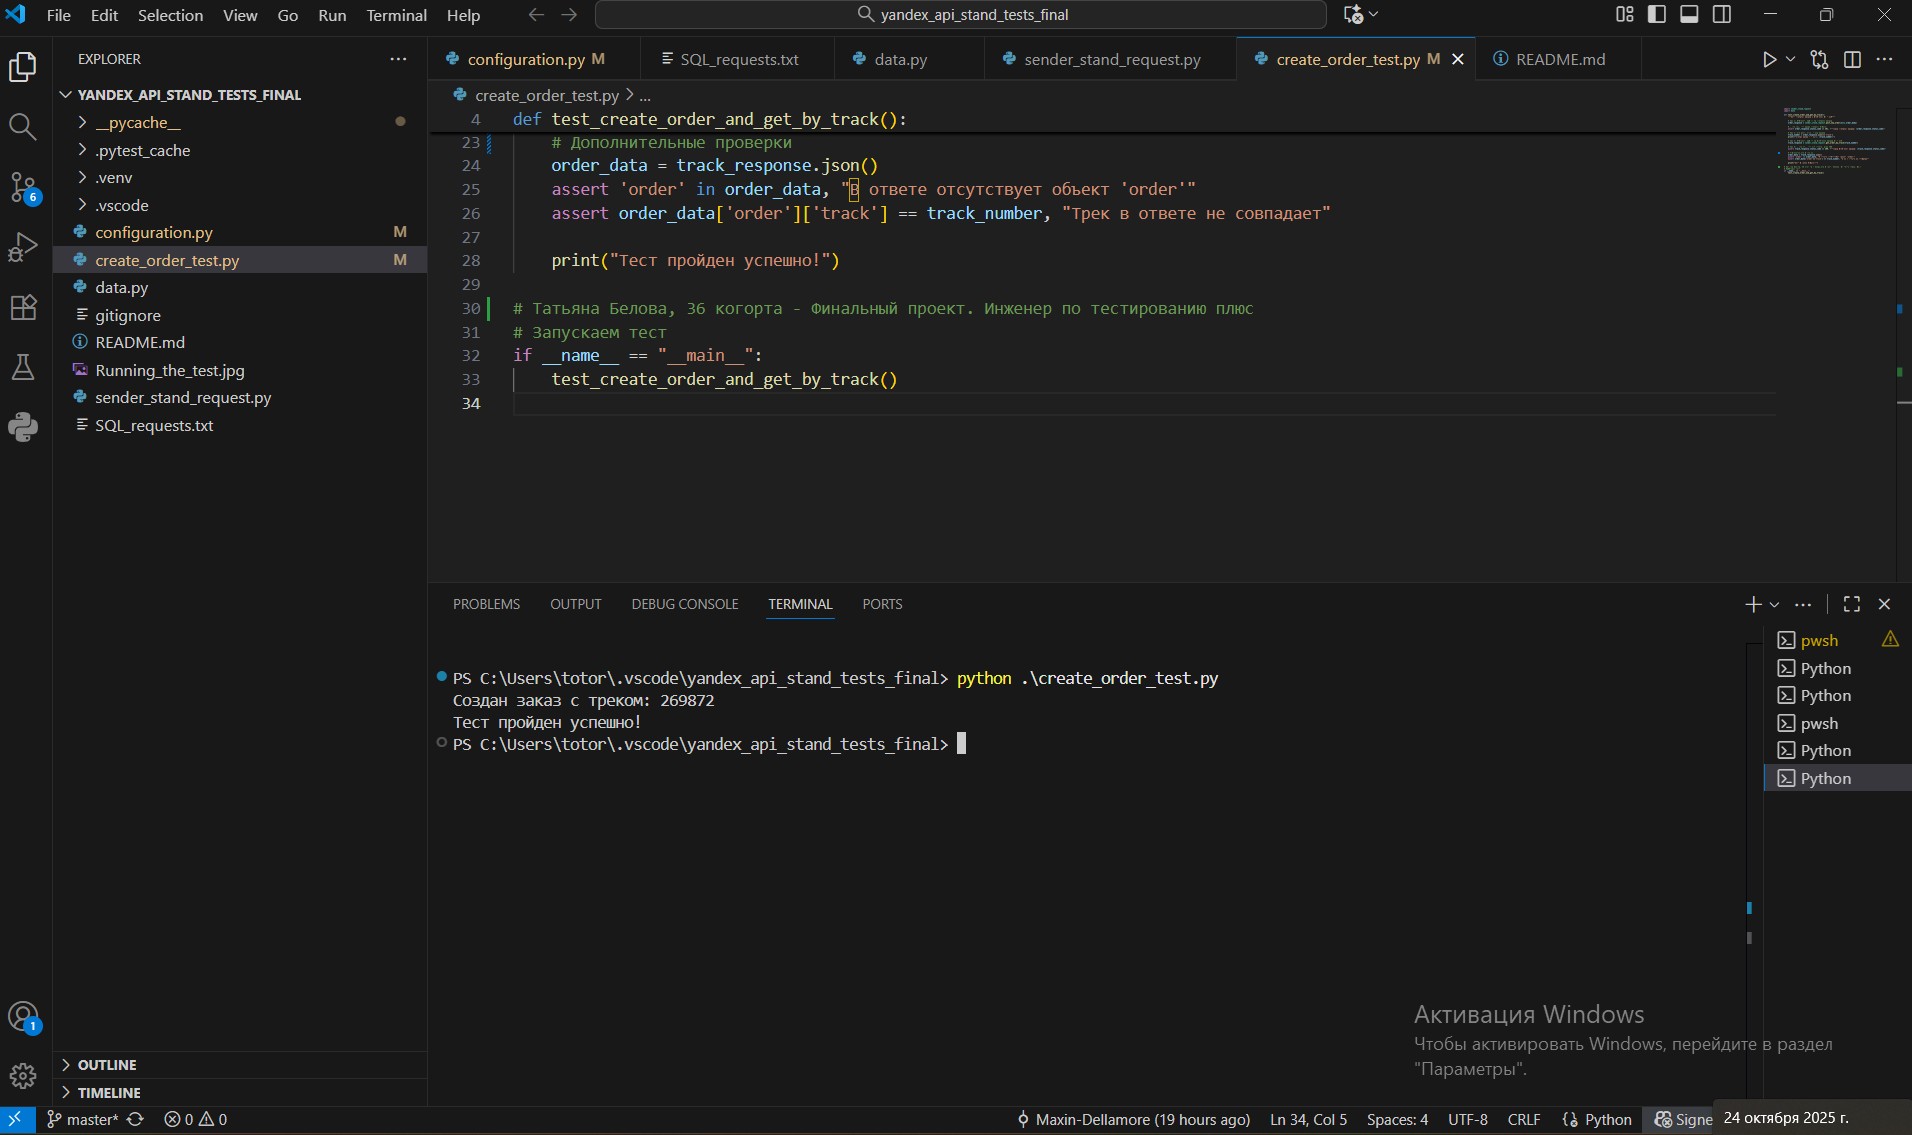 File Edit Selection View Go Run Terminal Help
yandex_api_stand_tests_final
EXPLORER
YANDEX_API_STAND_TESTS_FINAL
__pycache__
.pytest_cache
.venv
.vscode
configuration.py M
create_order_test.py M
data.py
gitignore
README.md
Running_the_test.jpg
sender_stand_request.py
SQL_requests.txt
OUTLINE
TIMELINE
6
1
configuration.py M SQL_requests.txt data.py sender_stand_request.py create_order_test.py M README.md
create_order_test.py > ...
4 def test_create_order_and_get_by_track():
23 # Дополнительные проверки
24 order_data = track_response.json()
25 assert 'order' in order_data, "В ответе отсутствует объект 'order'"
26 assert order_data['order']['track'] == track_number, "Трек в ответе не совпадает"
27
28 print("Тест пройден успешно!")
29
30 # Татьяна Белова, 36 когорта - Финальный проект. Инженер по тестированию плюс
31 # Запускаем тест
32 if __name__ == "__main__":
33 test_create_order_and_get_by_track()
34
PROBLEMS OUTPUT DEBUG CONSOLE TERMINAL PORTS
PS C:\Users\totor\.vscode\yandex_api_stand_tests_final> python .\create_order_test.py
Создан заказ с треком: 269872
Тест пройден успешно!
PS C:\Users\totor\.vscode\yandex_api_stand_tests_final>
pwsh
Python
Python
pwsh
Python
Python
Активация Windows
Чтобы активировать Windows, перейдите в раздел
"Параметры".
master* 0 0 Maxin-Dellamore (19 hours ago) Ln 34, Col 5 Spaces: 4 UTF-8 CRLF Python Signe
24 октября 2025 г.